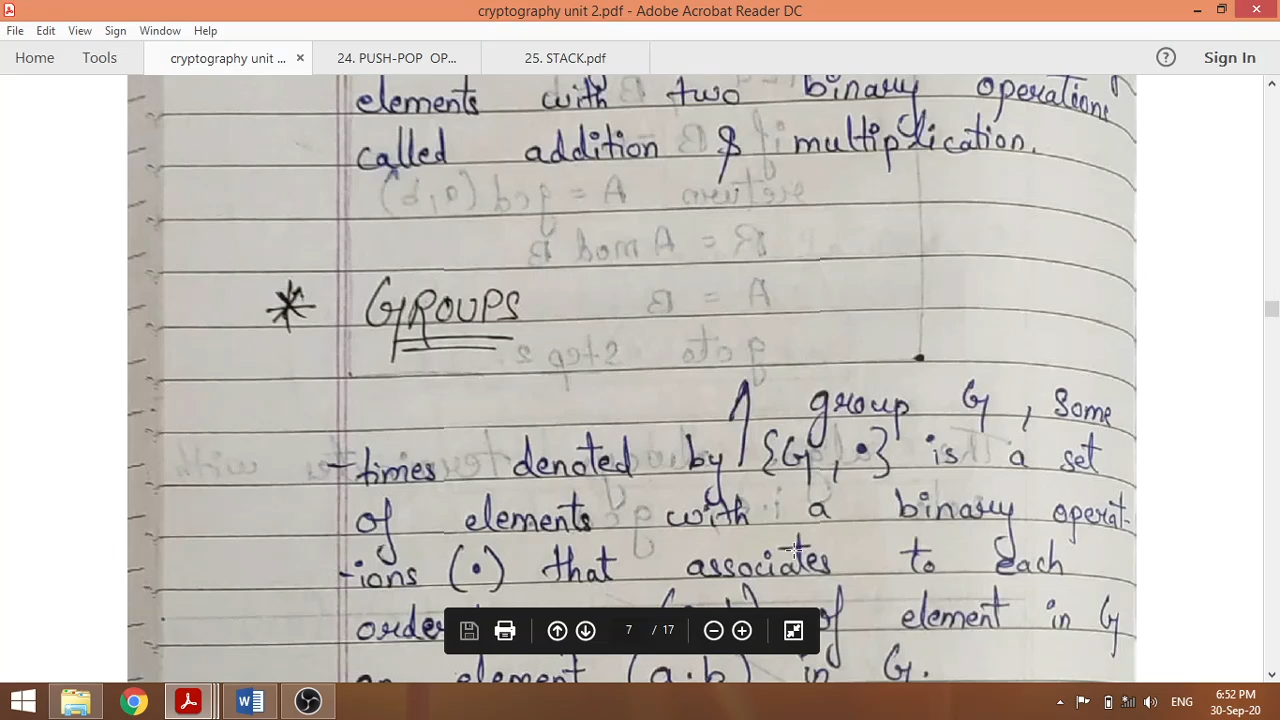 cryptography unit 2.pdf - Adobe Acrobat Reader DC
File Edit View Sign Window Help
Home Tools cryptography unit ... × 24. PUSH-POP OP... 25. STACK.pdf ? Sign In
elements with two binary operations
called addition & multiplication.
* GROUPS
A group G, Some
-times denoted by {G, •} is a set
of elements with a binary operat-
-ions (•) that associates to each
of element in G
element (a.b) in G.
7 / 17
ENG 6:52 PM
30-Sep-20